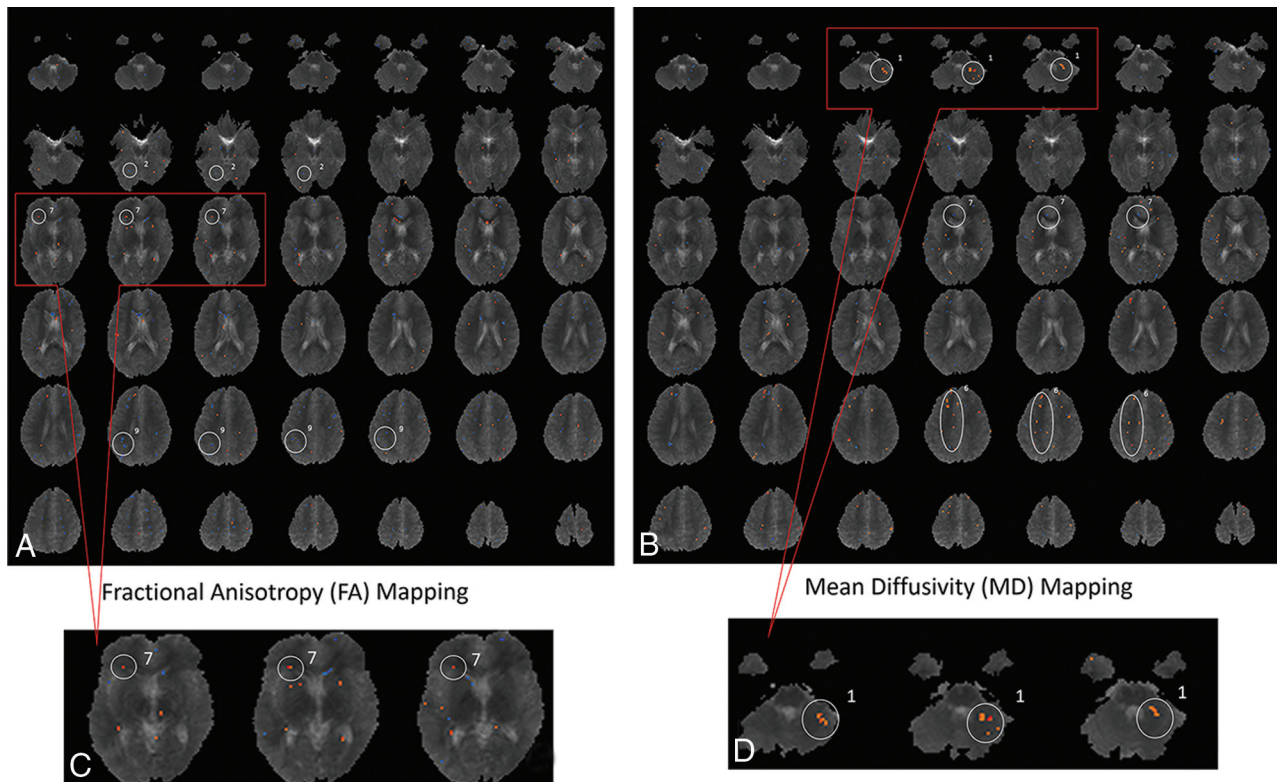 1 1 1
2 2 2
7 7 7
7 7 7
6 6 6
9 9 9
A
B
Fractional Anisotropy (FA) Mapping
Mean Diffusivity (MD) Mapping
7 7 7
1 1 1
C
D